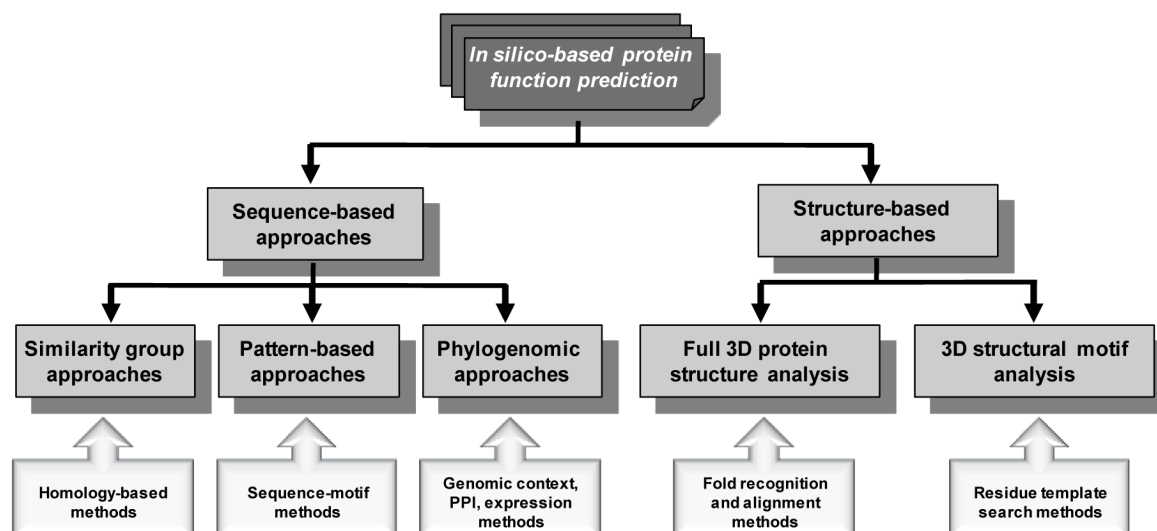 In silico-based protein
function prediction
Sequence-based
approaches
Structure-based
approaches
Similarity group
approaches
Pattern-based
approaches
Phylogenomic
approaches
Full 3D protein
structure analysis
3D structural motif
analysis
Homology-based
methods
Sequence-motif
methods
Genomic context,
PPI, expression
methods
Fold recognition
and alignment
methods
Residue template
search methods